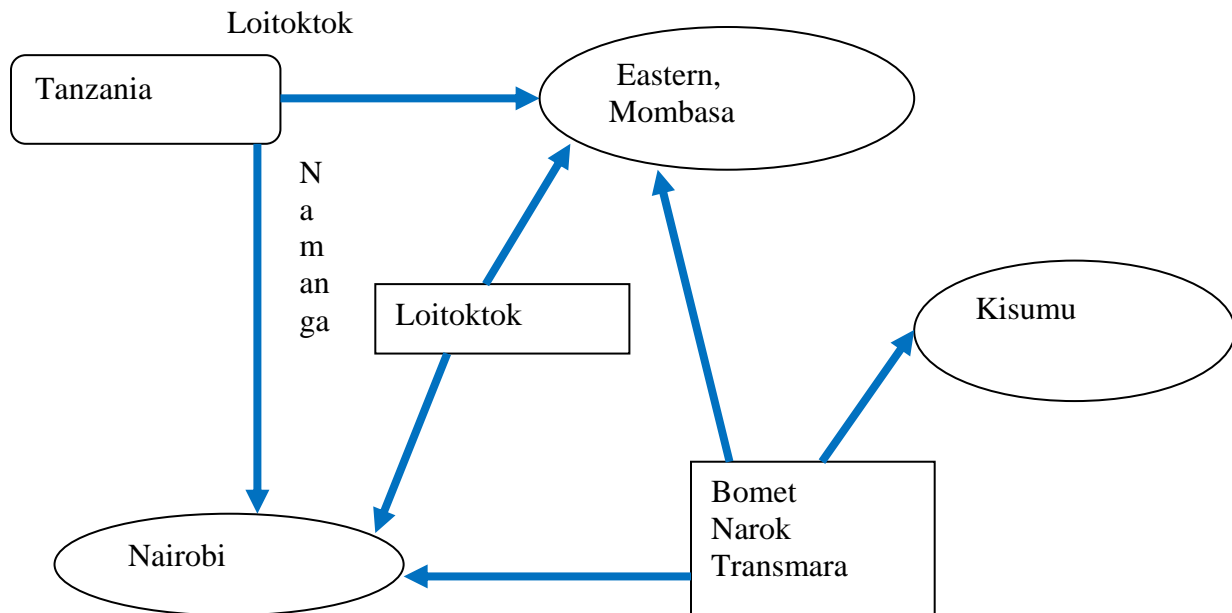 Loitoktok
Tanzania
Eastern,
Mombasa
N
a
m
an
ga
Loitoktok
Kisumu
Bomet
Narok
Transmara
Nairobi